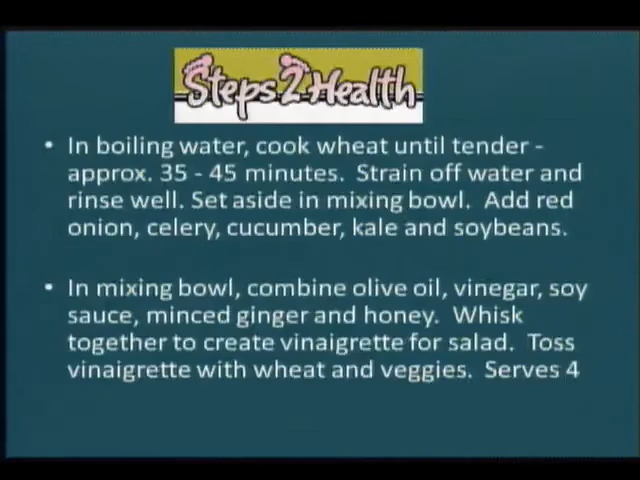 Steps2Health
• In boiling water, cook wheat until tender -
approx. 35 - 45 minutes.  Strain off water and
rinse well.  Set aside in mixing bowl.  Add red
onion, celery, cucumber, kale and soybeans.
• In mixing bowl, combine olive oil, vinegar, soy
sauce, minced ginger and honey.  Whisk
together to create vinaigrette for salad.  Toss
vinaigrette with wheat and veggies.  Serves 4